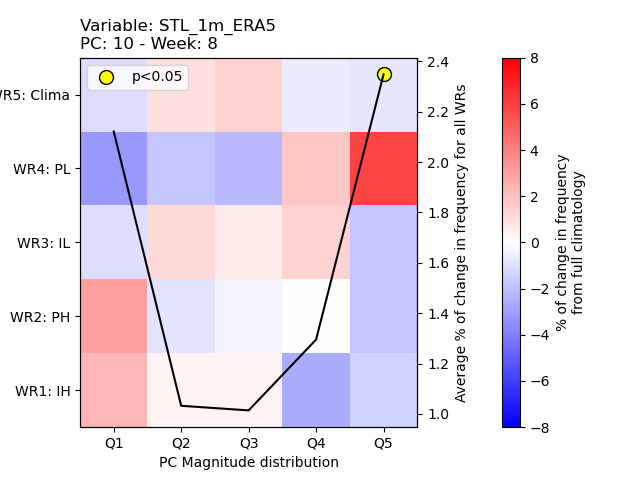 Variable: STL_1m_ERA5
PC: 10 - Week: 8
p<0.05
WR5: Clima
WR4: PL
WR3: IL
WR2: PH
WR1: IH
Q1 Q2 Q3 Q4 Q5
PC Magnitude distribution
2.4
2.2
2.0
1.8
1.6
1.4
1.2
1.0
Average % of change in frequency for all WRs
8
6
4
2
0
−2
−4
−6
−8
% of change in frequency
from full climatology